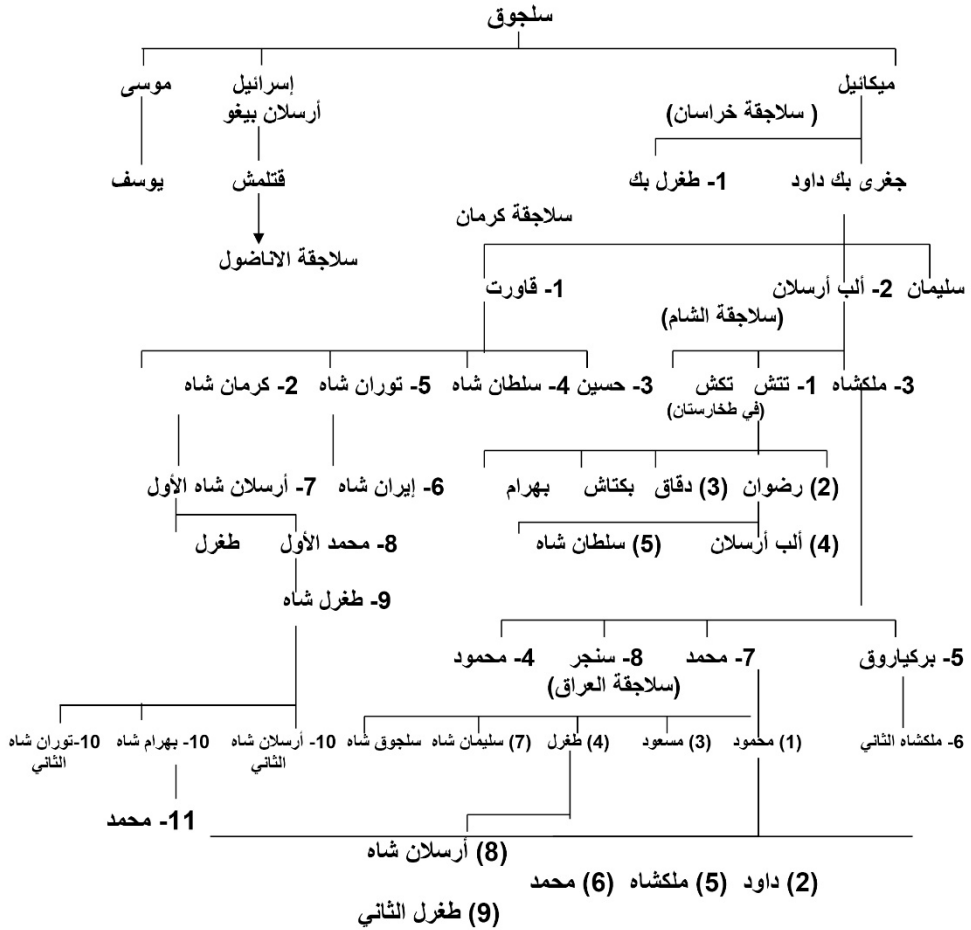 سلجوق
ميكائيل
إسرائيل
موسى
أرسلان بيغو
( سلاجقة خراسان)
جغرى بك داود
1- طغرل بك
قتلمش
يوسف
سلاجقة كرمان
سلاجقة الاناضول
سليمان
2- ألب أرسلان
1- قاورت
(سلاجقة الشام)
3- ملكشاه
1- تتش
تكش
3- حسين
4- سلطان شاه
5- توران شاه
2- كرمان شاه
(في طخارستان)
(2) رضوان
(3) دقاق
بكتاش
بهرام
6- إيران شاه
7- أرسلان شاه الأول
(4) ألب أرسلان
(5) سلطان شاه
8- محمد الأول
طغرل
9- طغرل شاه
5- بركياروق
7- محمد
8- سنجر
4- محمود
(سلاجقة العراق)
6- ملكشاه الثاني
(1) محمود
(3) مسعود
(4) طغرل
(7) سليمان شاه
سلجوق شاه
10- أرسلان شاه
الثاني
10- بهرام شاه
10-توران شاه
الثاني
11- محمد
(8) أرسلان شاه
(2) داود
(5) ملكشاه
(6) محمد
(9) طغرل الثاني